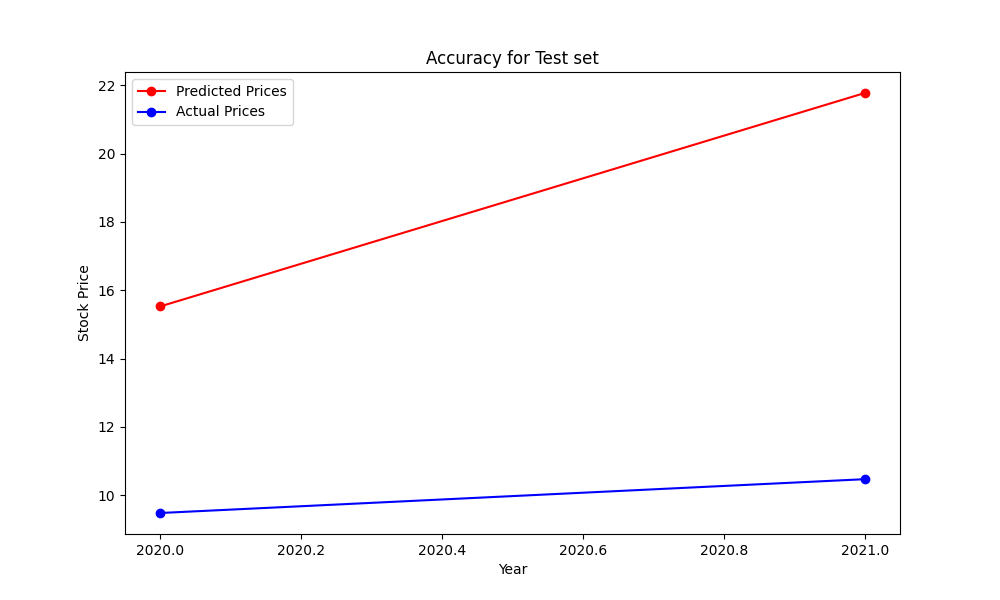 Accuracy for Test set
Predicted Prices
Actual Prices
Stock Price
22
20
18
16
14
12
10
2020.0 2020.2 2020.4 2020.6 2020.8 2021.0
Year